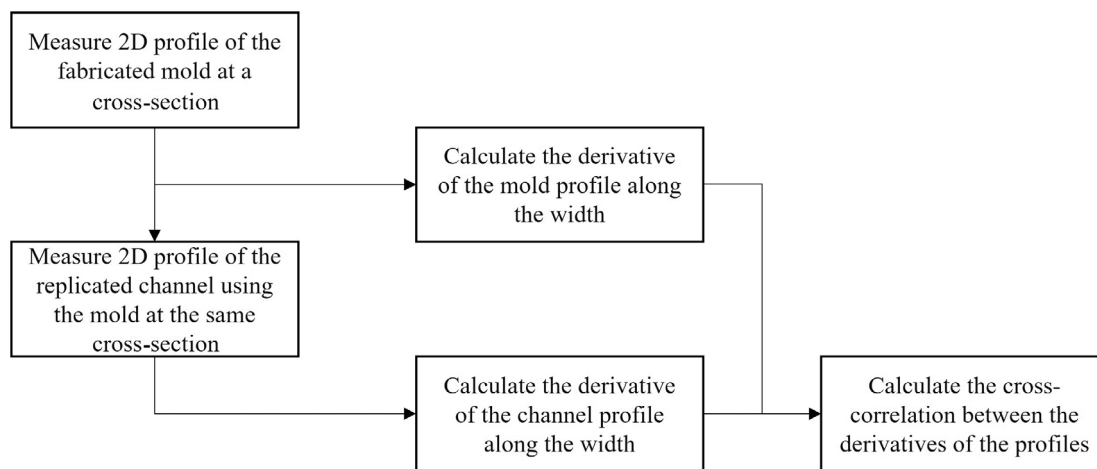 Measure 2D profile of the
fabricated mold at a
cross-section
Calculate the derivative
of the mold profile along
the width
Measure 2D profile of the
replicated channel using
the mold at the same
cross-section
Calculate the derivative
of the channel profile
along the width
Calculate the cross-
correlation between the
derivatives of the profiles